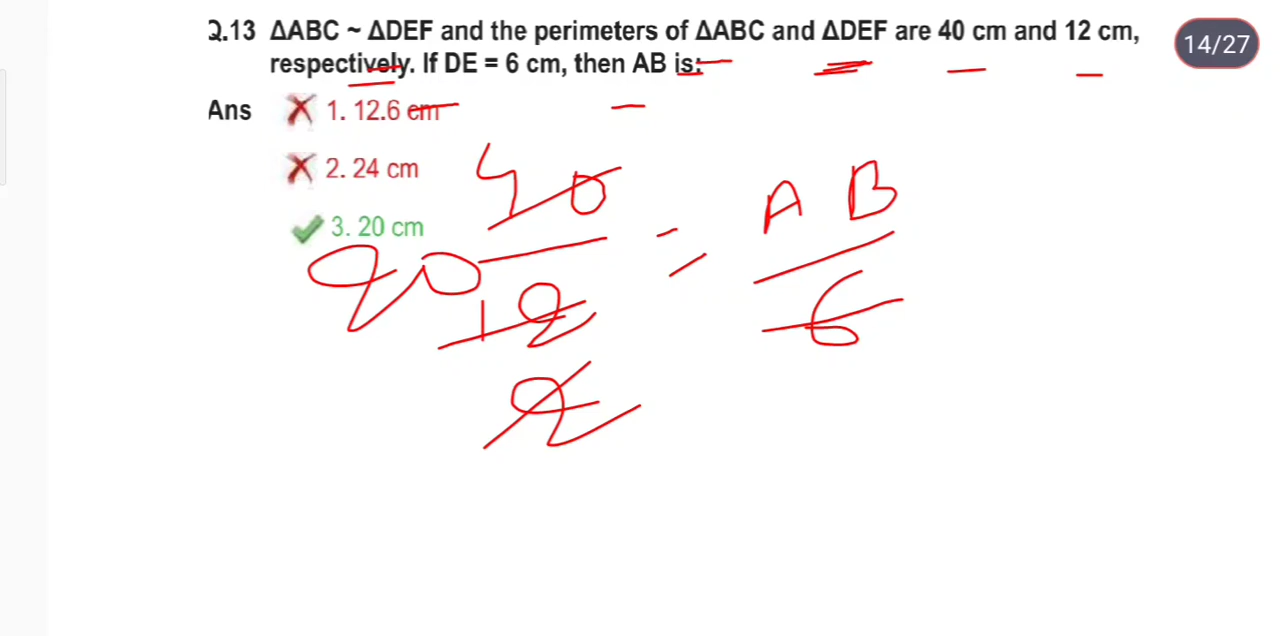 Q.13 ΔABC ~ ΔDEF and the perimeters of ΔABC and ΔDEF are 40 cm and 12 cm,
respectively. If DE = 6 cm, then AB is:
14/27
Ans 1. 12.6 cm
2. 24 cm
3. 20 cm
40
12
=
AB
6
20
2